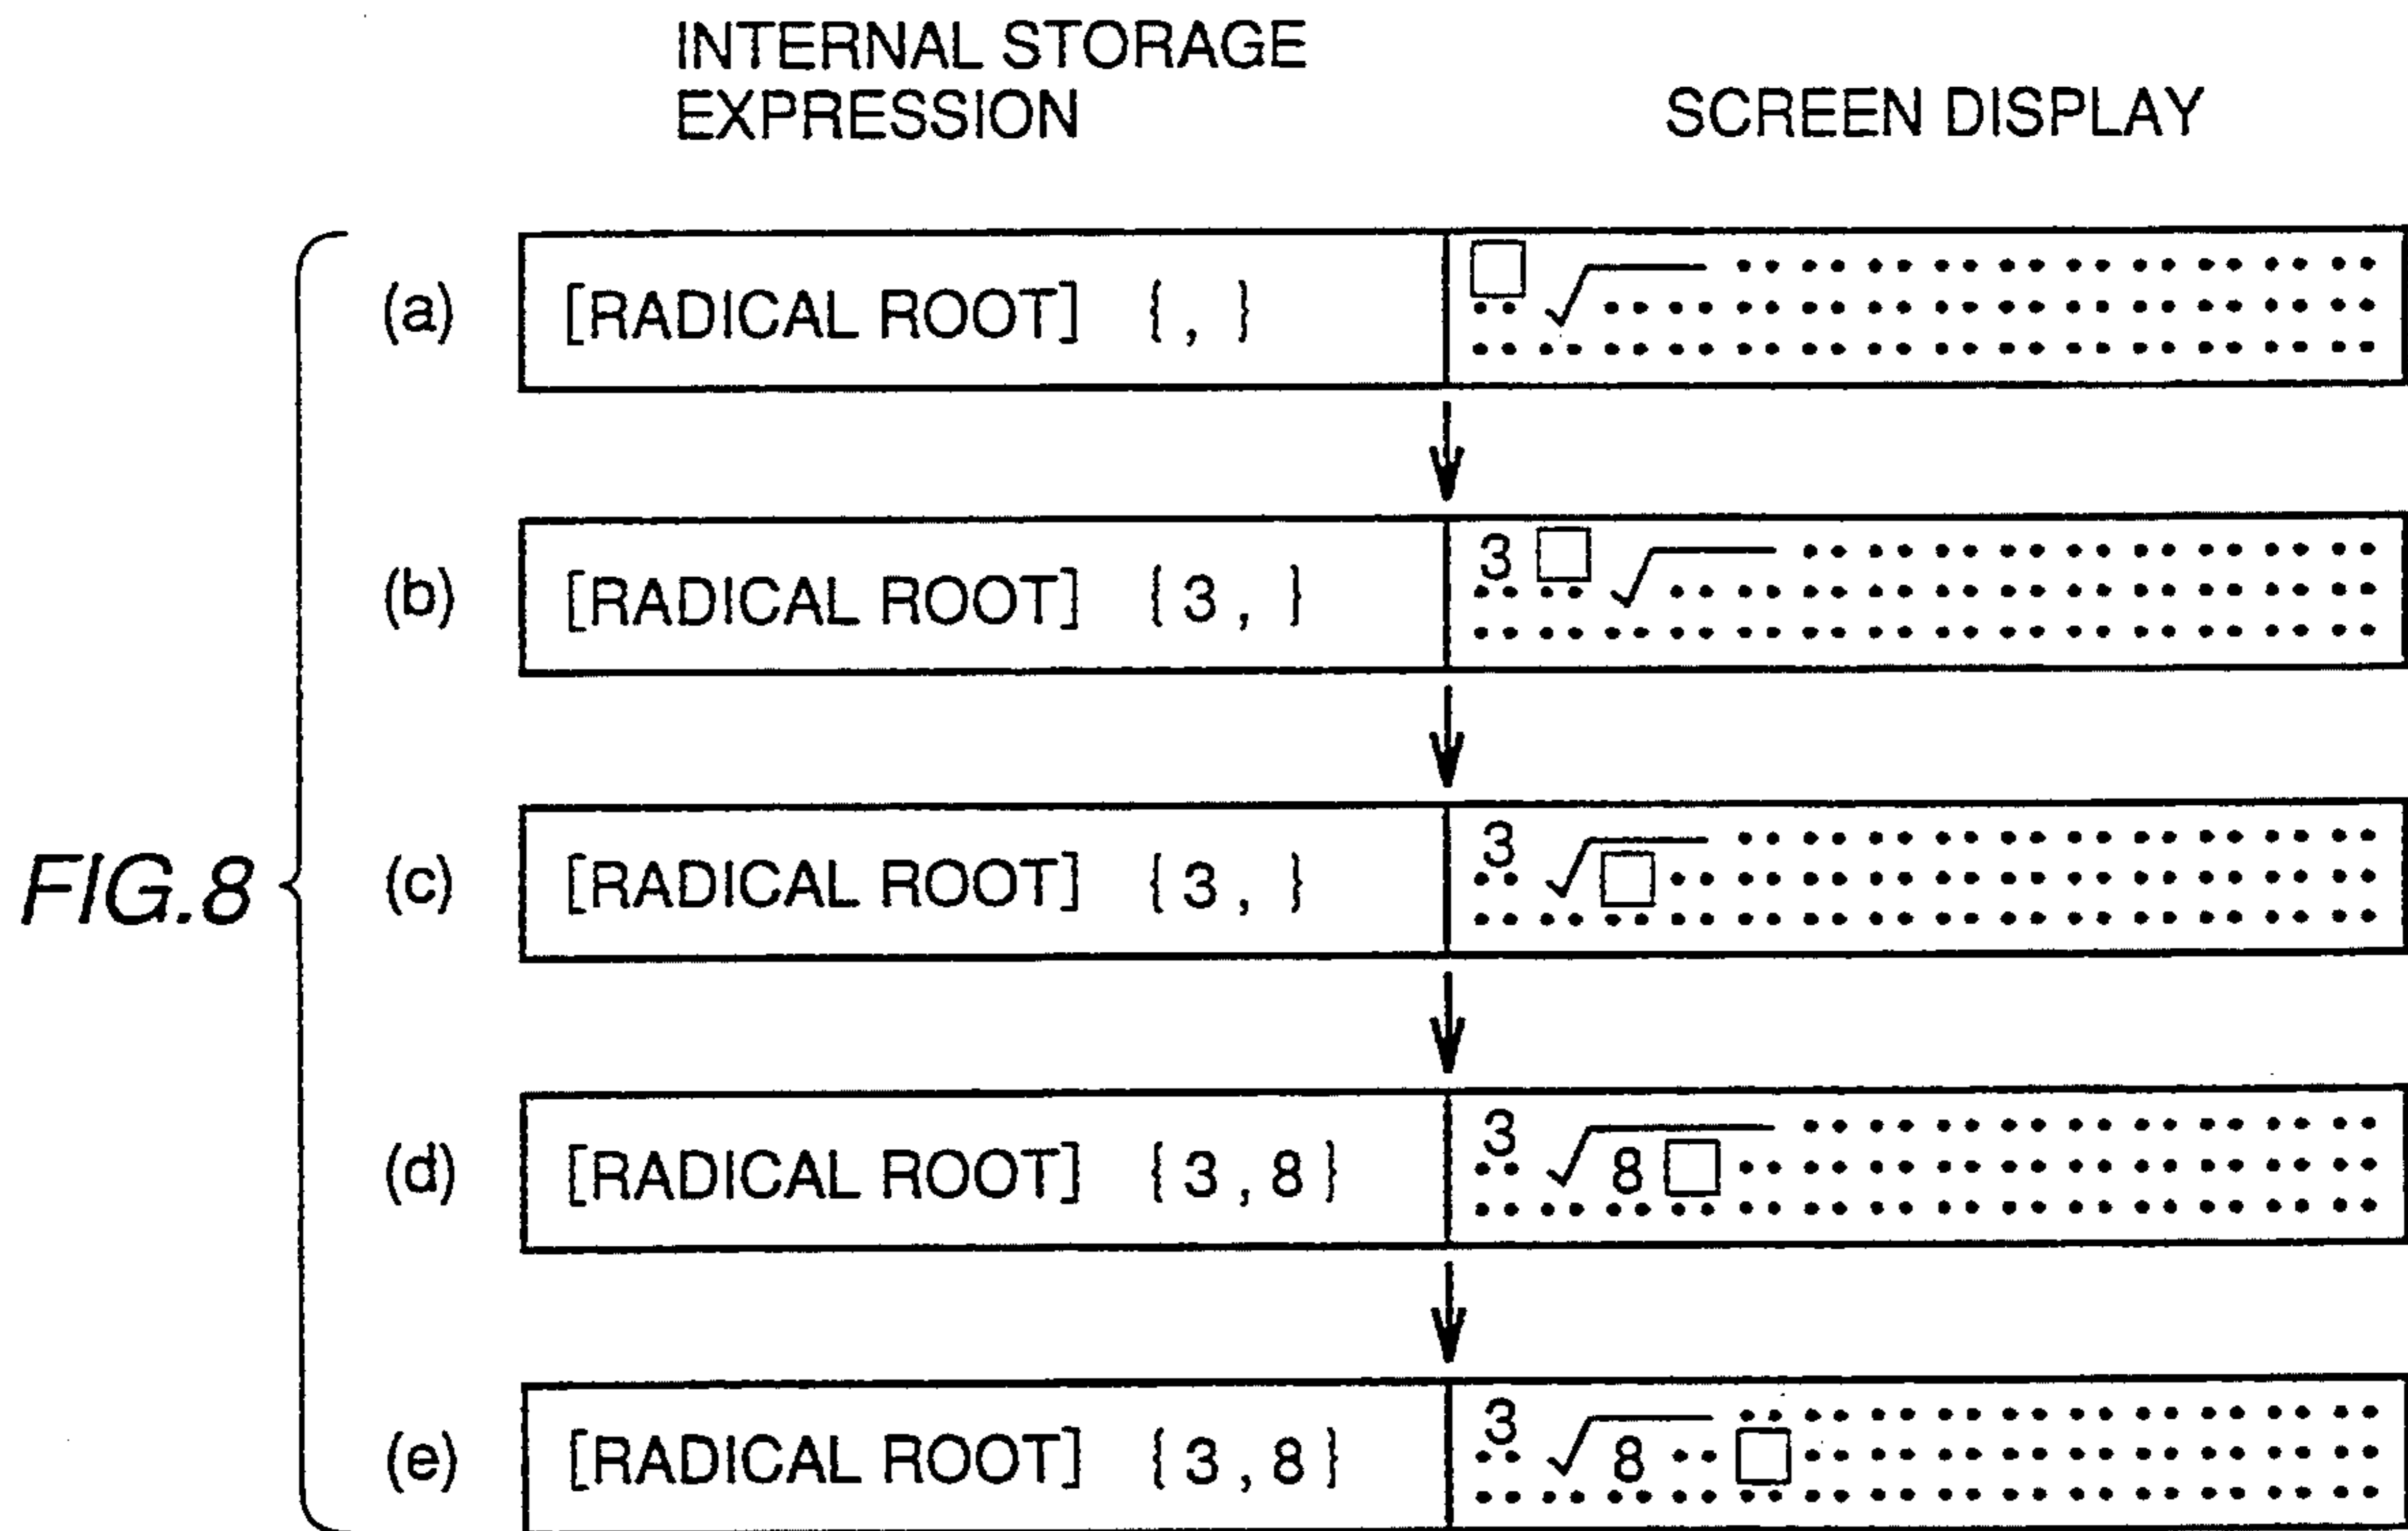 INTERNAL STORAGE
EXPRESSION
SCREEN DISPLAY
(a) [RADICAL ROOT] { , } □ √
(b) [RADICAL ROOT] { 3 , } 3 □ √
(c) [RADICAL ROOT] { 3 , } 3 √ □
(d) [RADICAL ROOT] { 3 , 8 } 3 √ 8 □
(e) [RADICAL ROOT] { 3 , 8 } 3 √ 8 □
FIG.8